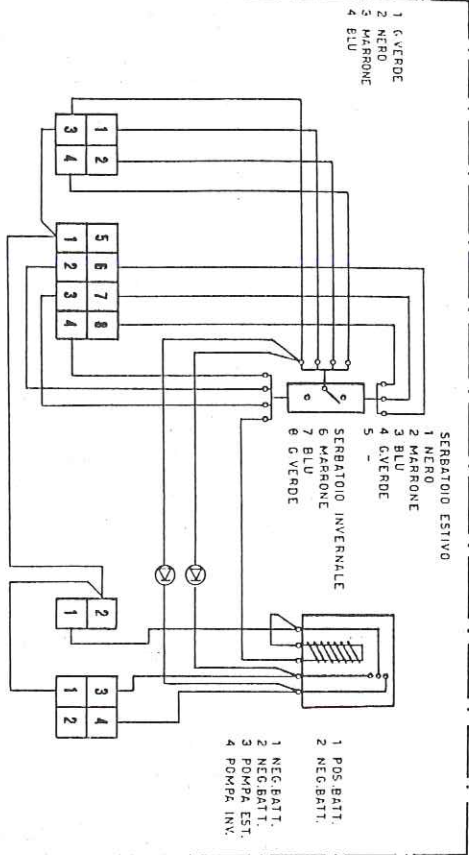 1 G.VERDE
2 NERO
3 MARRONE
4 BLU
SERBATOIO ESTIVO
1 NERO
2 MARRONE
3 BLU
4 G.VERDE
5 -
SERBATOIO INVERNALE
6 MARRONE
7 BLU
8 G.VERDE
1 POS.BATT.
2 NEG.BATT.
1 NEG.BATT.
2 NEG.BATT.
3 POMPA EST.
4 POMPA INV.
1 2
3 4
5 6 7 8
1 2 3 4
2
1
3 4
1 2